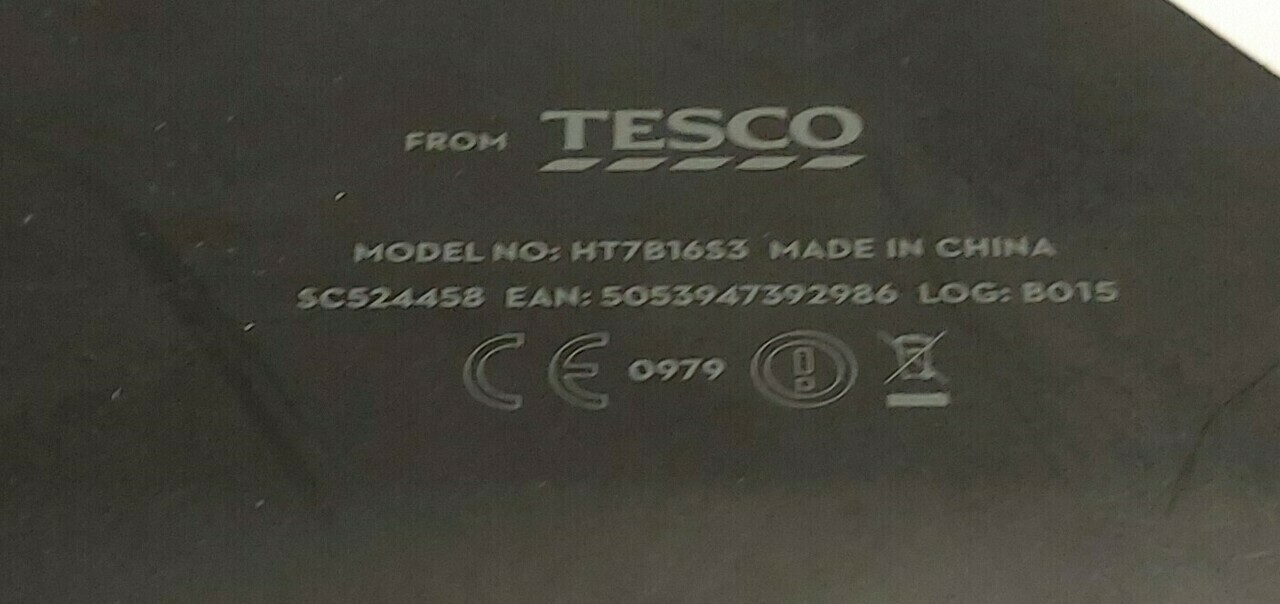 FROM TESCO
MODEL NO: HT7B16S3 MADE IN CHINA
SC524458 EAN: 5053947392986 LOG: B015
CE 0979 !